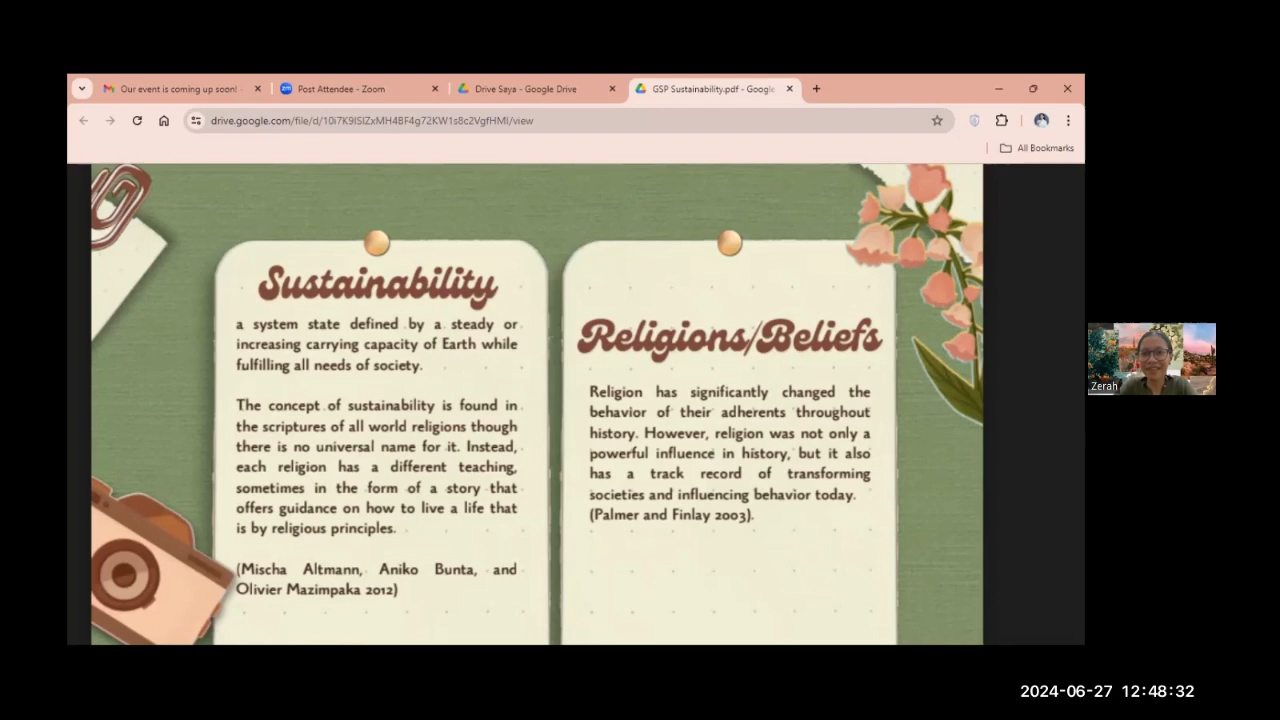 Our event is coming up soon! -
Post Attendee - Zoom
Drive Saya - Google Drive
GSP Sustainability.pdf - Google
drive.google.com/file/d/10i7K9ISlZxMH4BF4g72KW1s8c2VgfHMl/view
All Bookmarks
Sustainability
a system state defined by a steady or
increasing carrying capacity of Earth while
fulfilling all needs of society.
The concept of sustainability is found in
the scriptures of all world religions though
there is no universal name for it. Instead,
each religion has a different teaching,
sometimes in the form of a story that
offers guidance on how to live a life that
is by religious principles.
(Mischa Altmann, Aniko Bunta, and
Olivier Mazimpaka 2012)
Religions/Beliefs
Religion has significantly changed the
behavior of their adherents throughout
history. However, religion was not only a
powerful influence in history, but it also
has a track record of transforming
societies and influencing behavior today.
(Palmer and Finlay 2003).
Zerah
2024-06-27 12:48:32